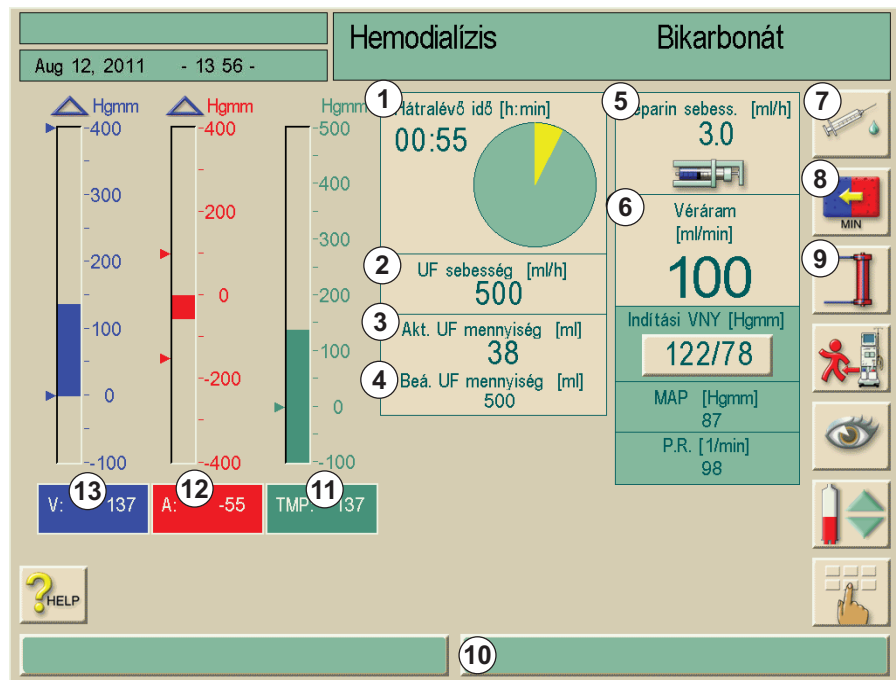 Hemodialízis Bikarbonát
Aug 12, 2011 - 13 56 -
Hgmm Hgmm Hgmm
400 400 500
300 200 400
200 0 300
100 -200 200
0 -400 100
-100 0
-100
1 Hátralévő idő [h:min]
00:55
2 UF sebesség [ml/h]
500
3 Akt. UF mennyiség [ml]
38
4 Beá. UF mennyiség [ml]
500
5 eparin sebess. [ml/h]
3.0
6 Véráram
[ml/min]
100
Indítási VNY [Hgmm]
122/78
MAP [Hgmm]
87
P.R. [1/min]
98
7
8
MIN
9
13 12 11
V: 137 A: -55 TMP: 137
HELP
10